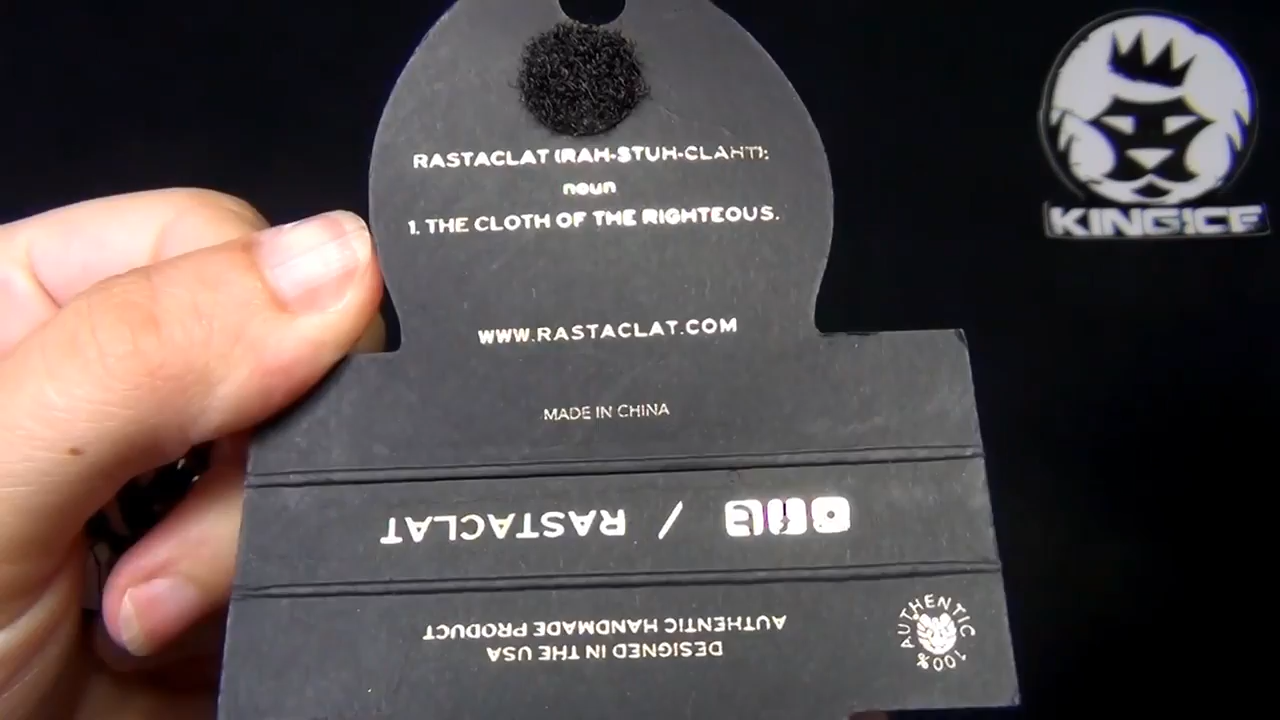 RASTACLAT (RAH-STUH-CLAHT):
noun
1. THE CLOTH OF THE RIGHTEOUS.
WWW.RASTACLAT.COM
MADE IN CHINA
RASTACLAT /
DESIGNED IN THE USA
AUTHENTIC HANDMADE PRODUCT
100% AUTHENTIC
KING ICE